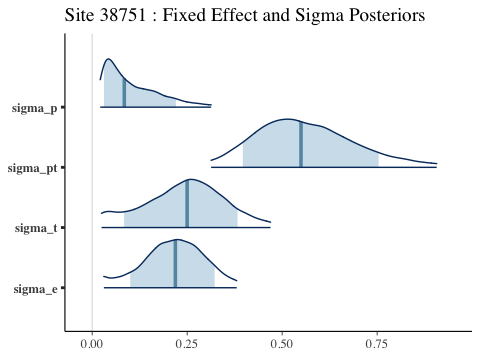 Site 38751 : Fixed Effect and Sigma Posteriors
sigma_p
sigma_pt
sigma_t
sigma_e
0.00 0.25 0.50 0.75